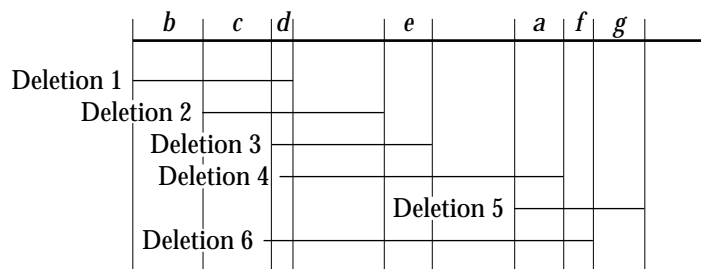 b c d e a f g
Deletion 1
Deletion 2
Deletion 3
Deletion 4
Deletion 5
Deletion 6